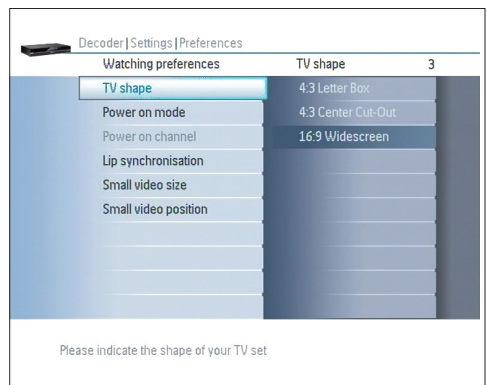 Decoder|Settings|Preferences
Watching preferences
TV shape 3
TV shape
4:3 Letter Box
Power on mode
4:3 Center Cut-Out
Power on channel
16:9 Widescreen
Lip synchronisation
Small video size
Small video position
Please indicate the shape of your TV set